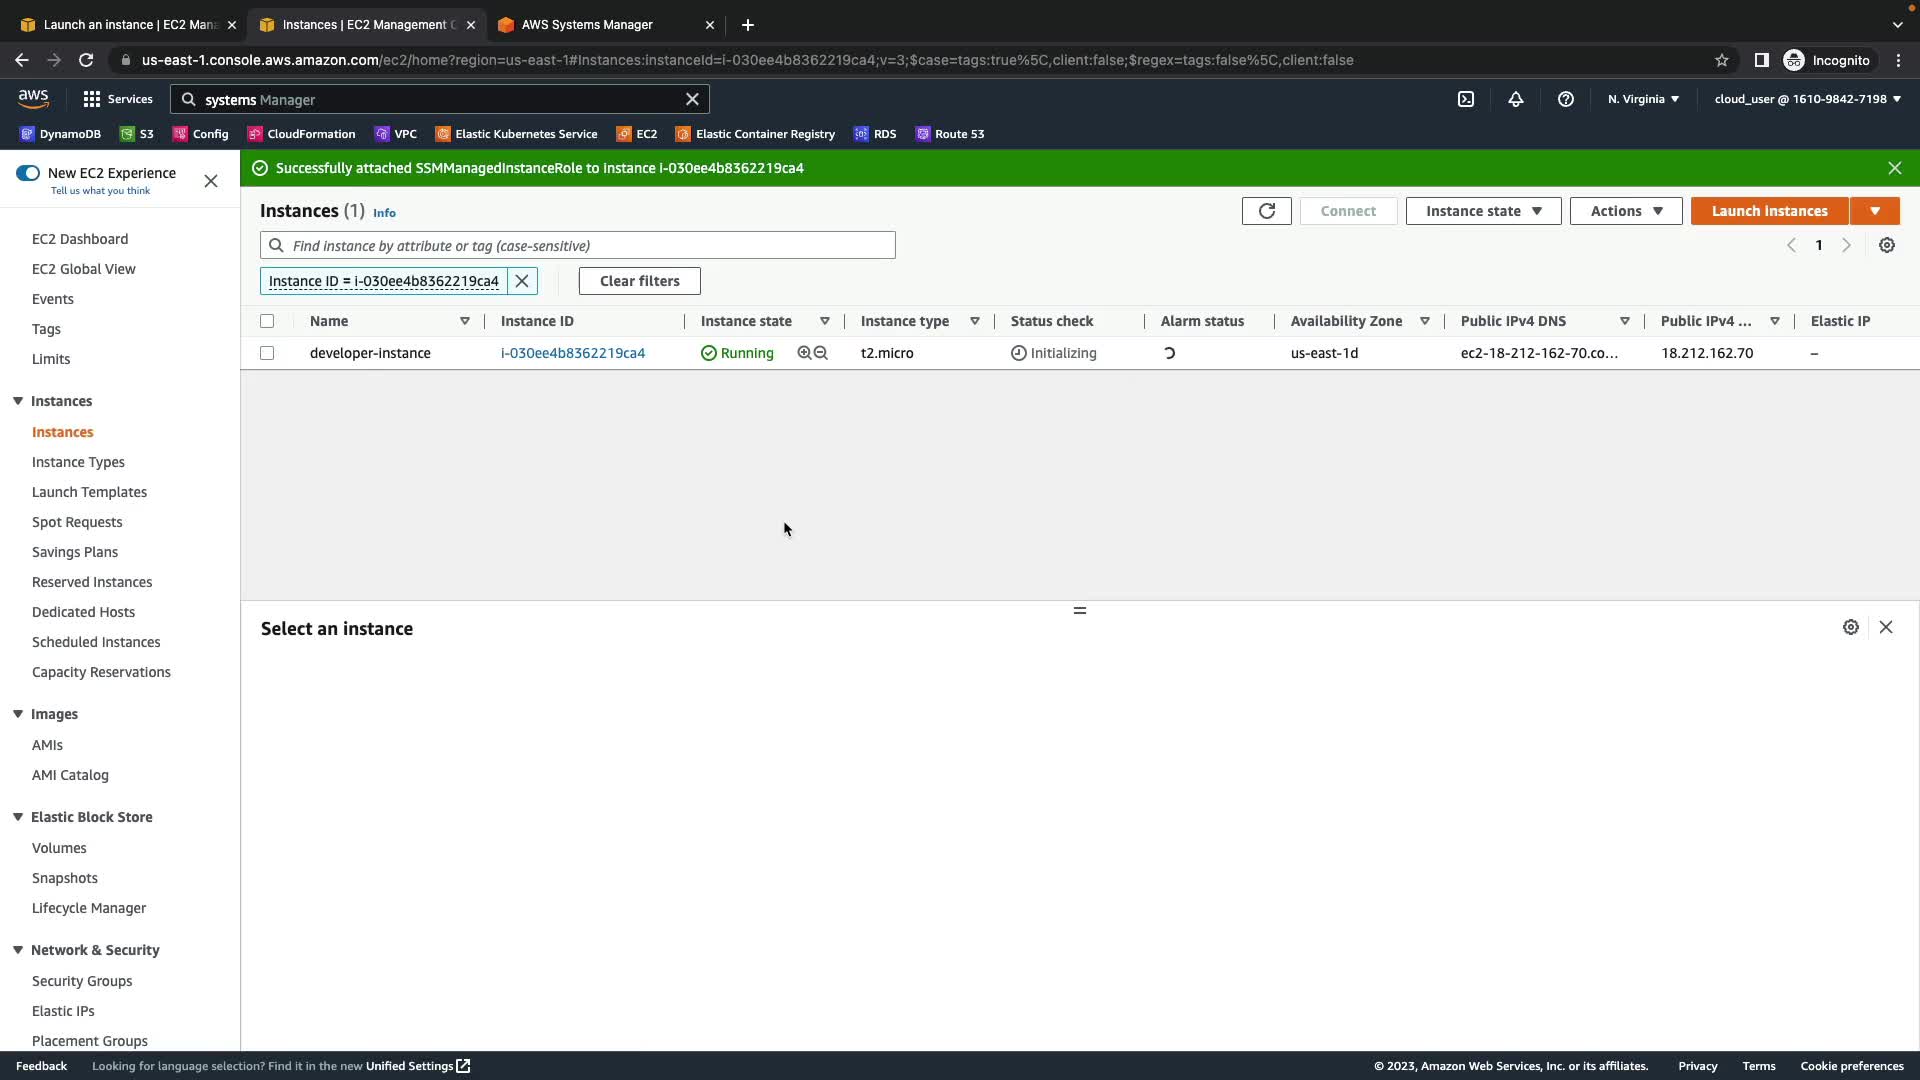 Launch an instance | EC2 Mana
Instances | EC2 Management C
AWS Systems Manager
us-east-1.console.aws.amazon.com/ec2/home?region=us-east-1#Instances:instanceId=i-030ee4b8362219ca4;v=3;$case=tags:true%5C,client:false;$regex=tags:false%5C,client:false
Incognito
aws
Services
systems Manager
N. Virginia
cloud_user @ 1610-9842-7198
DynamoDB
S3
Config
CloudFormation
VPC
Elastic Kubernetes Service
EC2
Elastic Container Registry
RDS
Route 53
New EC2 Experience
Tell us what you think
EC2 Dashboard
EC2 Global View
Events
Tags
Limits
Instances
Instances
Instance Types
Launch Templates
Spot Requests
Savings Plans
Reserved Instances
Dedicated Hosts
Scheduled Instances
Capacity Reservations
Images
AMIs
AMI Catalog
Elastic Block Store
Volumes
Snapshots
Lifecycle Manager
Network & Security
Security Groups
Elastic IPs
Placement Groups
Successfully attached SSMManagedInstanceRole to instance i-030ee4b8362219ca4
Instances (1) Info
Connect
Instance state
Actions
Launch instances
Find instance by attribute or tag (case-sensitive)
1
Instance ID = i-030ee4b8362219ca4
Clear filters
Name Instance ID Instance state Instance type Status check Alarm status Availability Zone Public IPv4 DNS Public IPv4 ... Elastic IP
developer-instance i-030ee4b8362219ca4 Running t2.micro Initializing us-east-1d ec2-18-212-162-70.co... 18.212.162.70 –
Select an instance
Feedback
Looking for language selection? Find it in the new Unified Settings
© 2023, Amazon Web Services, Inc. or its affiliates.
Privacy
Terms
Cookie preferences